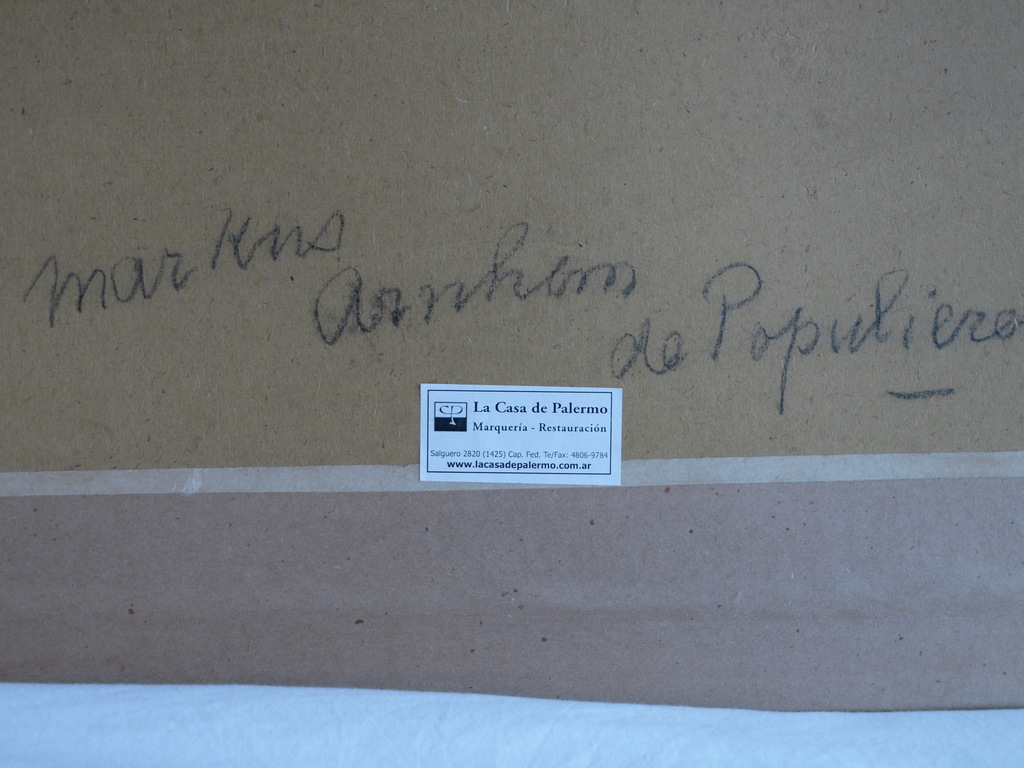 Markus
Arnhem
de Populiere
CP
La Casa de Palermo
Marquería - Restauración
Salguero 2820 (1425) Cap. Fed. Te/Fax: 4806-9784
www.lacasadepalermo.com.ar